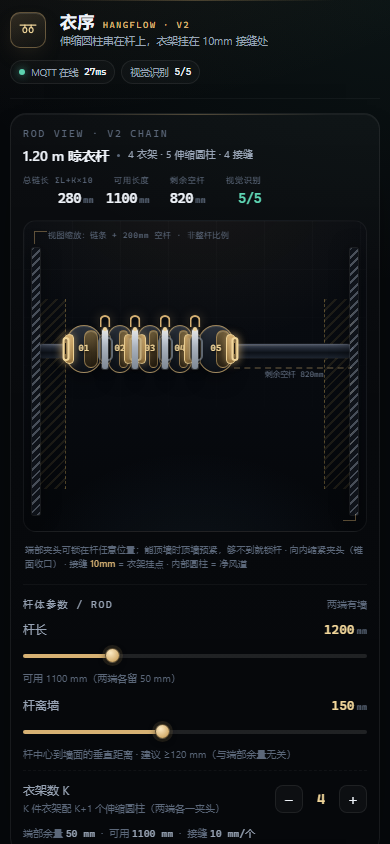 衣序 HANGFLOW · V2
伸缩圆柱串在杆上，衣架挂在 10mm 接缝处
MQTT 在线 27ms
视觉识别 5/5
ROD VIEW · V2 CHAIN
1.20 m 晾衣杆 · 4 衣架 · 5 伸缩圆柱 · 4 接缝
总链长 ΣL+K×10 可用长度 剩余空杆 视觉识别
280 mm 1100 mm 820 mm 5/5
视图缩放: 链条 + 200mm 空杆 · 非整杆比例
01 02 03 04 05
剩余空杆 820mm
端部夹头可锁在杆任意位置：能顶墙时顶墙预紧，够不到就锁杆 · 向内缩紧夹头（锥面收口）· 接缝 10mm = 衣架挂点 · 内部圆柱 = 净风道
杆体参数 / ROD 两端有墙
杆长 1200 mm
可用 1100 mm（两端各留 50 mm）
杆离墙 150 mm
杆中心到墙面的垂直距离 · 建议 ≥120 mm（与端部余量无关）
衣架数 K
K 件衣架配 K+1 个伸缩圆柱（两端各一夹头）
− 4 +
端部余量 50 mm · 可用 1100 mm · 接缝 10 mm/个